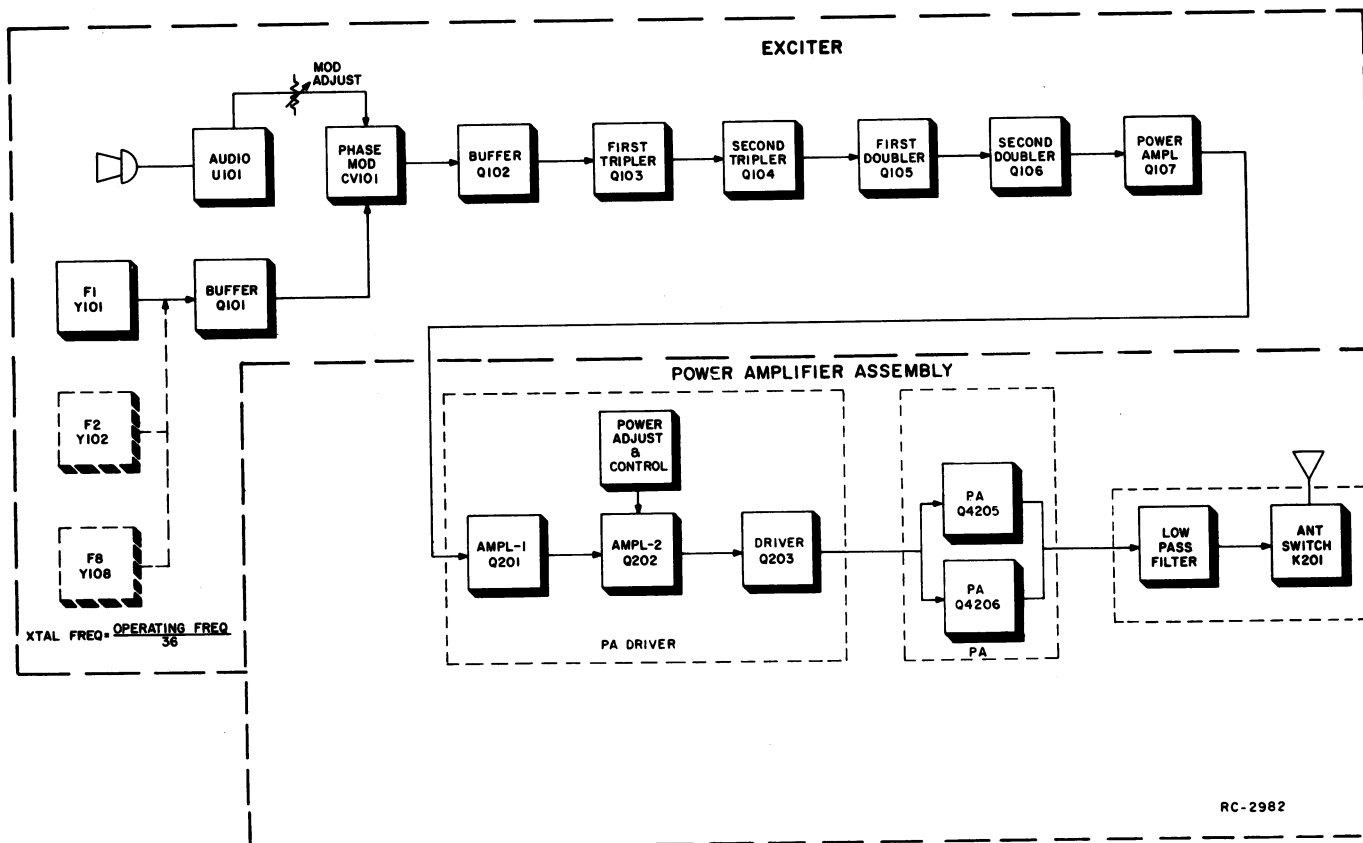 EXCITER
MOD
ADJUST
AUDIO
U101
PHASE
MOD
CV101
BUFFER
Q102
FIRST
TRIPLER
Q103
SECOND
TRIPLER
Q104
FIRST
DOUBLER
Q105
SECOND
DOUBLER
Q106
POWER
AMPL
Q107
F1
Y101
BUFFER
Q101
F2
Y102
F8
Y108
XTAL FREQ= OPERATING FREQ
36
POWER AMPLIFIER ASSEMBLY
POWER
ADJUST
&
CONTROL
AMPL-1
Q201
AMPL-2
Q202
DRIVER
Q203
PA DRIVER
PA
Q4205
PA
Q4206
PA
LOW
PASS
FILTER
ANT
SWITCH
K201
RC-2982